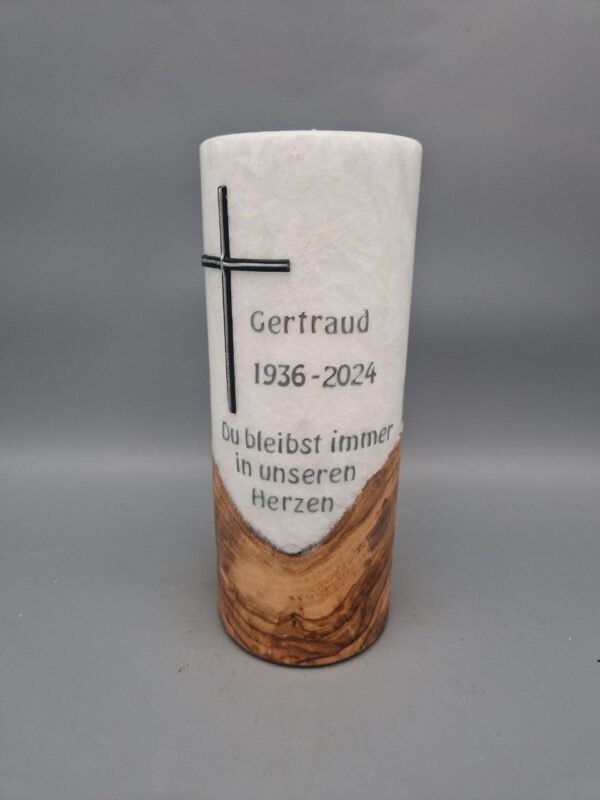 Gertraud
1936-2024
Du bleibst immer
in unseren
Herzen